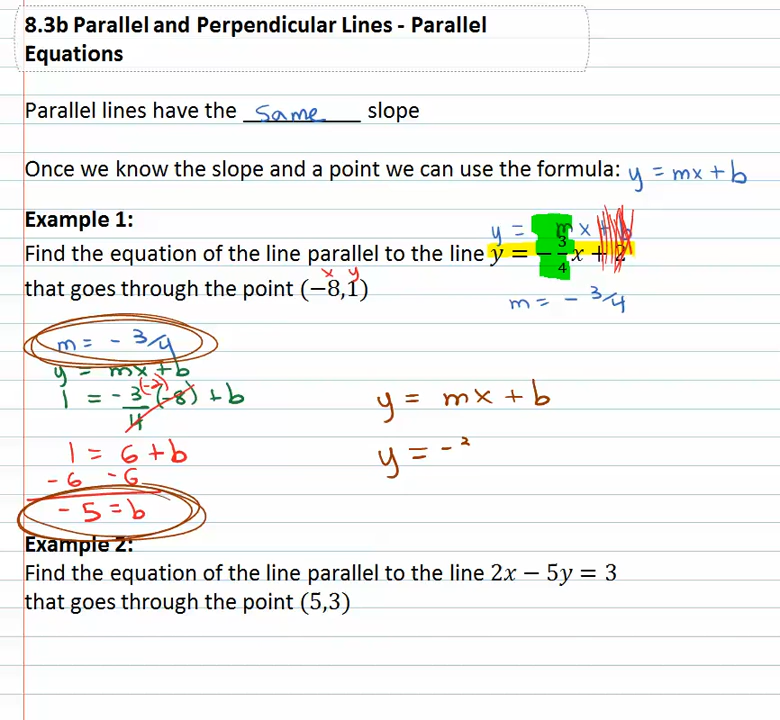 8.3b Parallel and Perpendicular Lines - Parallel
Equations
Parallel lines have the same slope
Once we know the slope and a point we can use the formula: y = mx + b
Example 1:
y = mx + b
Find the equation of the line parallel to the line y = -3/4x + 2
x y
that goes through the point (−8,1)
m = - 3/4
m = - 3/4
y = mx + b
1 = -3/4 (-8) + b
(-2)
y = mx + b
1 = 6 + b
y = -
-6 -6
-5 = b
Example 2:
Find the equation of the line parallel to the line 2x − 5y = 3
that goes through the point (5,3)